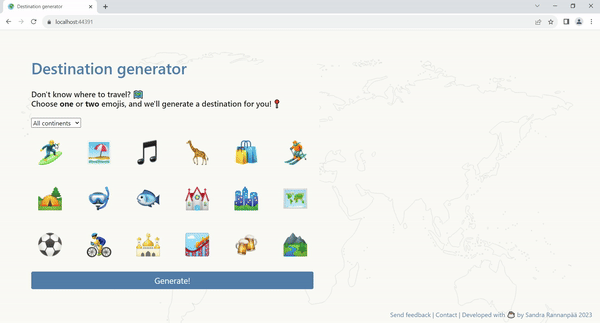 Destination generator
localhost:44391
Destination generator
Don't know where to travel?
Choose one or two emojis, and we'll generate a destination for you!
All continents
Generate!
Send feedback | Contact | Developed with by Sandra Rannanpää 2023